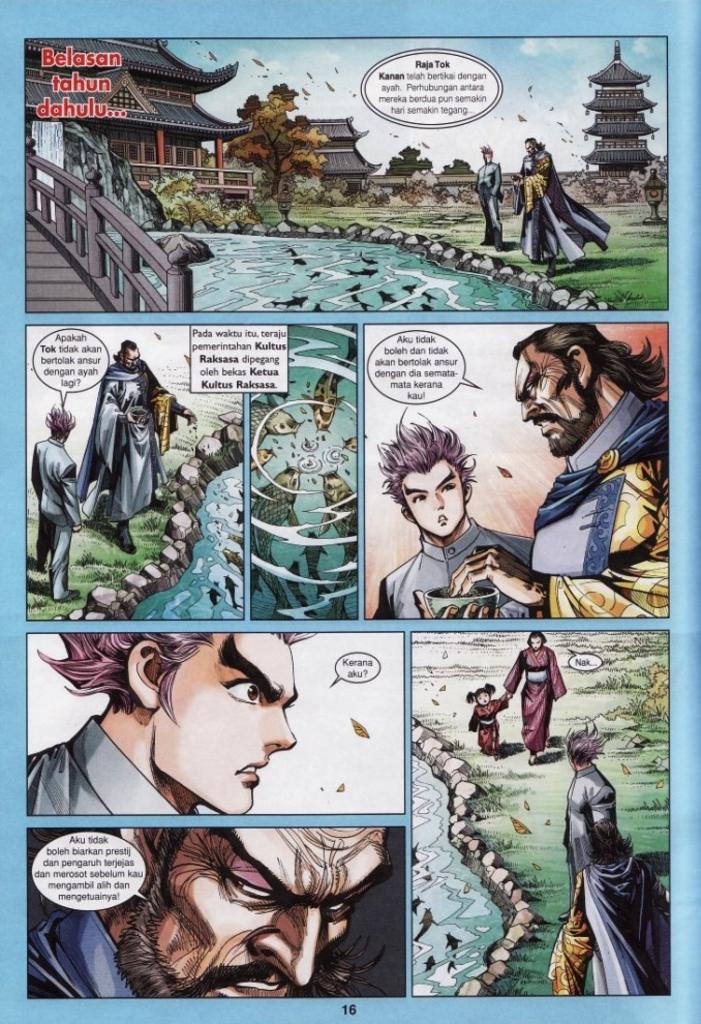 Belasan
tahun
dahulu...
Raja Tok
Kanan telah bertikai dengan
ayah. Perhubungan antara
mereka berdua pun semakin
hari semakin tegang...
Apakah
Tok tidak akan
bertolak ansur
dengan ayah
lagi?
Pada waktu itu, teraju
pemerintahan Kultus
Raksasa dipegang
oleh bekas Ketua
Kultus Raksasa.
Aku tidak
boleh dan tidak
akan bertolak ansur
dengan dia semata-
mata kerana
kau!
Kerana
aku?
Nak...
Aku tidak
boleh biarkan prestij
dan pengaruh terjejas
dan merosot sebelum kau
mengambil alih dan
mengetuainya!
16